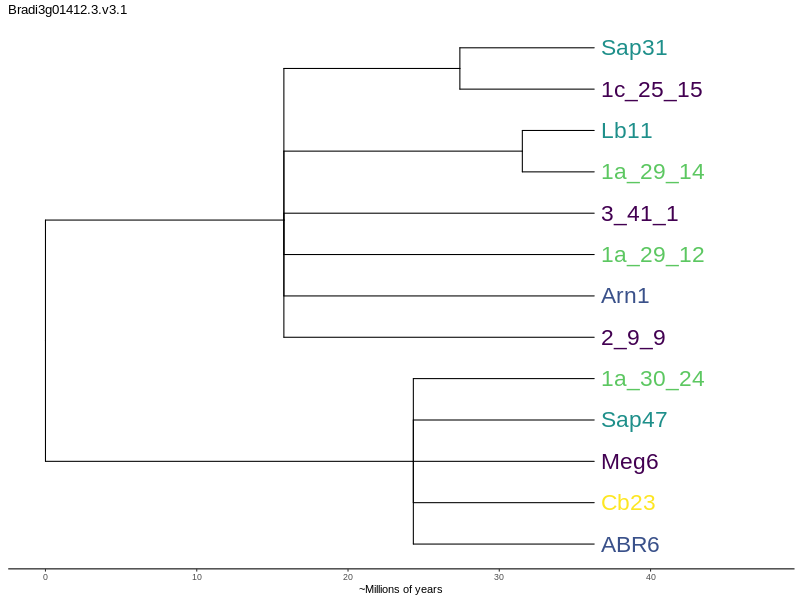 Bradi3g01412.3.v3.1
Sap31
1c_25_15
Lb11
1a_29_14
3_41_1
1a_29_12
Arn1
2_9_9
1a_30_24
Sap47
Meg6
Cb23
ABR6
0 10 20 30 40
~Millions of years